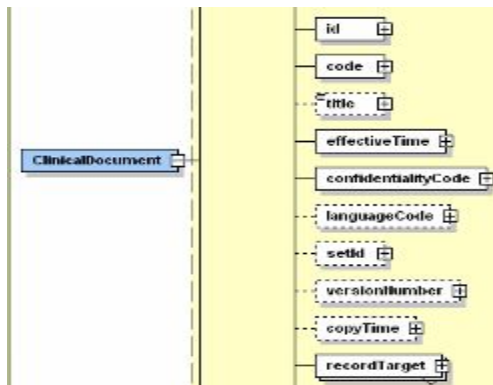 id
code
title
effectiveTime
ClinicalDocument
confidentialityCode
languageCode
setId
versionNumber
copyTime
recordTarget